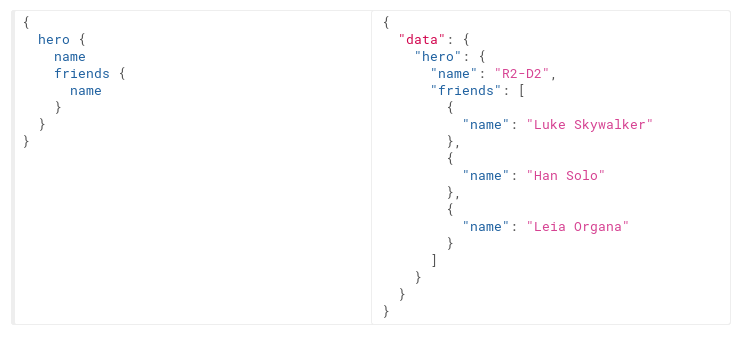 {
  hero {
    name
    friends {
      name
    }
  }
}
{
  "data": {
    "hero": {
      "name": "R2-D2",
      "friends": [
        {
          "name": "Luke Skywalker"
        },
        {
          "name": "Han Solo"
        },
        {
          "name": "Leia Organa"
        }
      ]
    }
  }
}